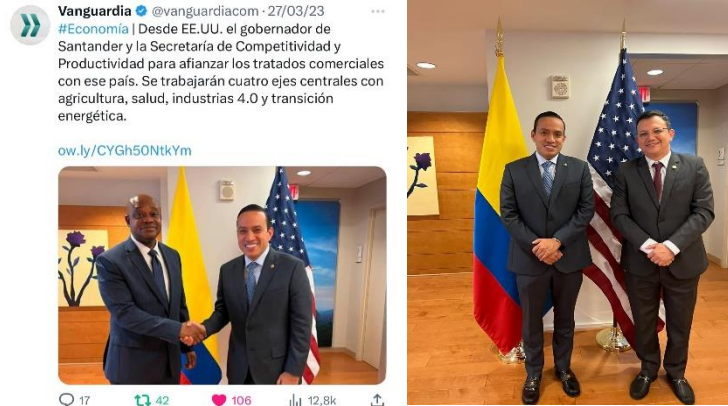 Vanguardia @vanguardiacom · 27/03/23
#Economía | Desde EE.UU. el gobernador de
Santander y la Secretaría de Competitividad y
Productividad para afianzar los tratados comerciales
con ese país. Se trabajarán cuatro ejes centrales con
agricultura, salud, industrias 4.0 y transición
energética.
ow.ly/CYGh50NtkYm
17 42 106 12,8k